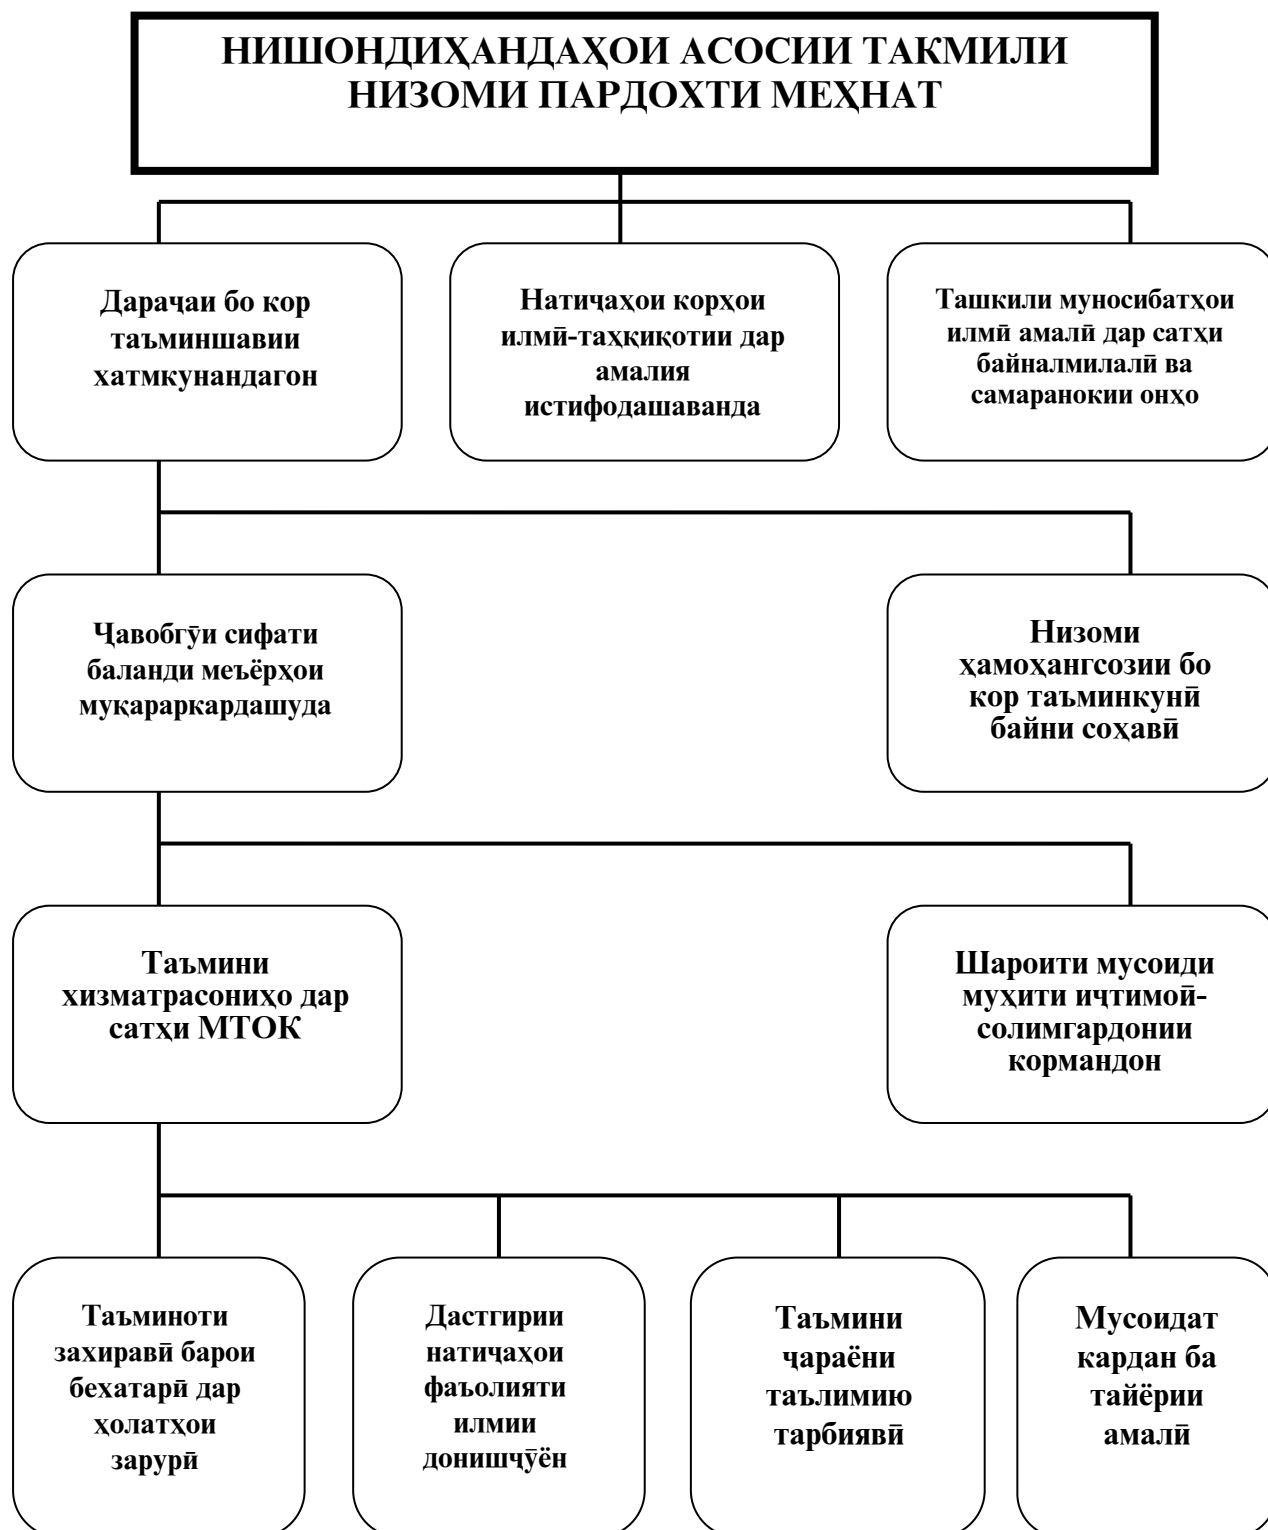 НИШОНДИҲАНДАҲОИ АСОСИИ ТАКМИЛИ
НИЗОМИ ПАРДОХТИ МЕҲНАТ
Дараҷаи бо кор
таъминшавии
хатмкунандагон
Натиҷаҳои корҳои
илмӣ-таҳқиқотии дар
амалия
истифодашаванда
Ташкили муносибатҳои
илмӣ амалӣ дар сатҳи
байналмилалӣ ва
самаранокии онҳо
Ҷавобгӯи сифати
баланди меъёрҳои
муқараркардашуда
Низоми
ҳамоҳангсозии бо
кор таъминкунӣ
байни соҳавӣ
Таъмини
хизматрасониҳо дар
сатҳи МТОК
Шароити мусоиди
муҳити иҷтимоӣ-
солимгардонии
кормандон
Таъминоти
захиравӣ барои
бехатарӣ дар
ҳолатҳои
зарурӣ
Дастгирии
натиҷаҳои
фаъолияти
илмии
донишҷӯён
Таъмини
ҷараёни
таълимию
тарбиявӣ
Мусоидат
кардан ба
тайёрии
амалӣ